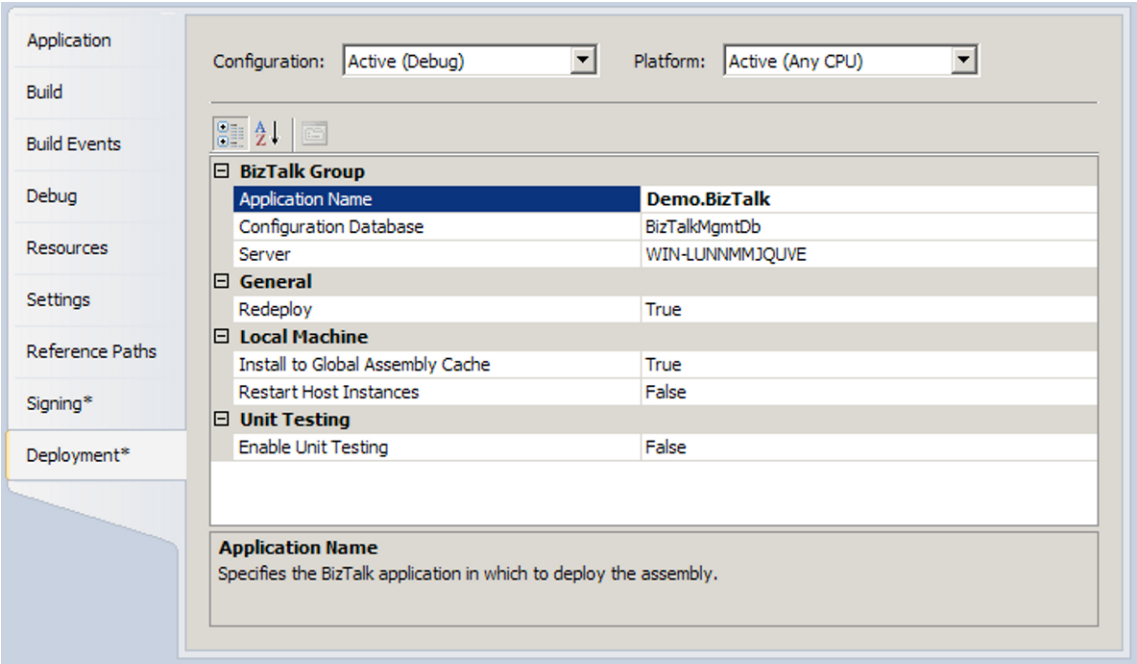 Application
Build
Build Events
Debug
Resources
Settings
Reference Paths
Signing*
Deployment*
Configuration: Active (Debug) Platform: Active (Any CPU)
BizTalk Group
Application Name Demo.BizTalk
Configuration Database BizTalkMgmtDb
Server WIN-LUNNMMJQUVE
General
Redeploy True
Local Machine
Install to Global Assembly Cache True
Restart Host Instances False
Unit Testing
Enable Unit Testing False
Application Name
Specifies the BizTalk application in which to deploy the assembly.